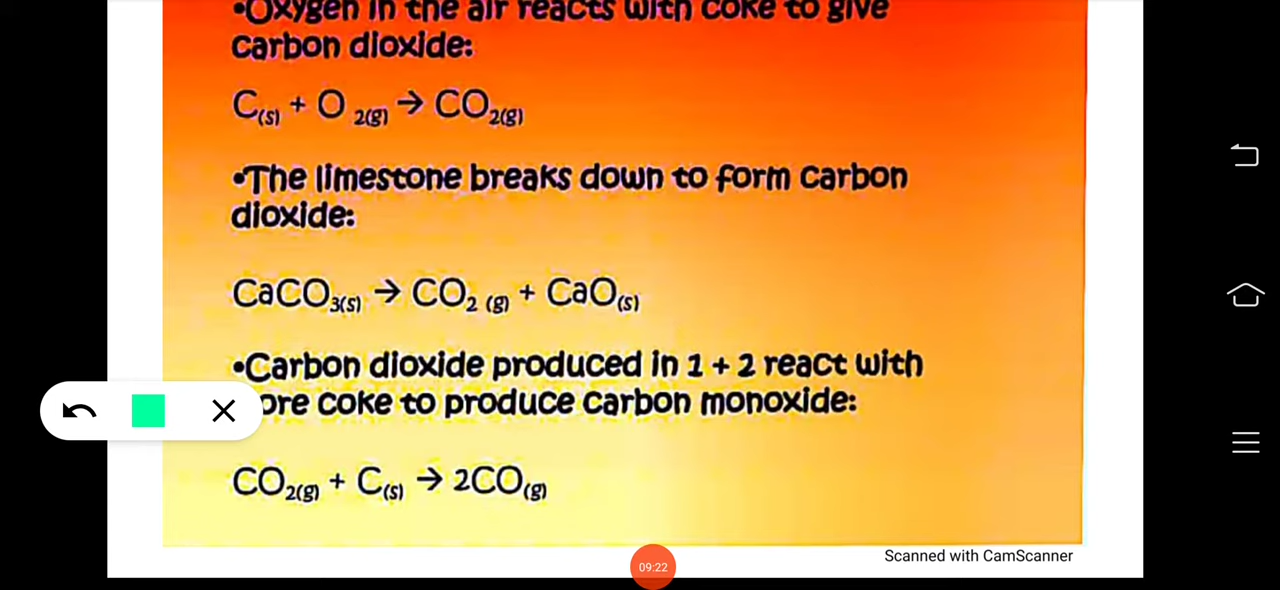 •Oxygen in the air reacts with coke to give
carbon dioxide:
C(s) + O 2(g) → CO2(g)
•The limestone breaks down to form carbon
dioxide:
CaCO3(s) → CO2 (g) + CaO(s)
•Carbon dioxide produced in 1 + 2 react with
ore coke to produce carbon monoxide:
CO2(g) + C(s) → 2CO(g)
Scanned with CamScanner
09:22